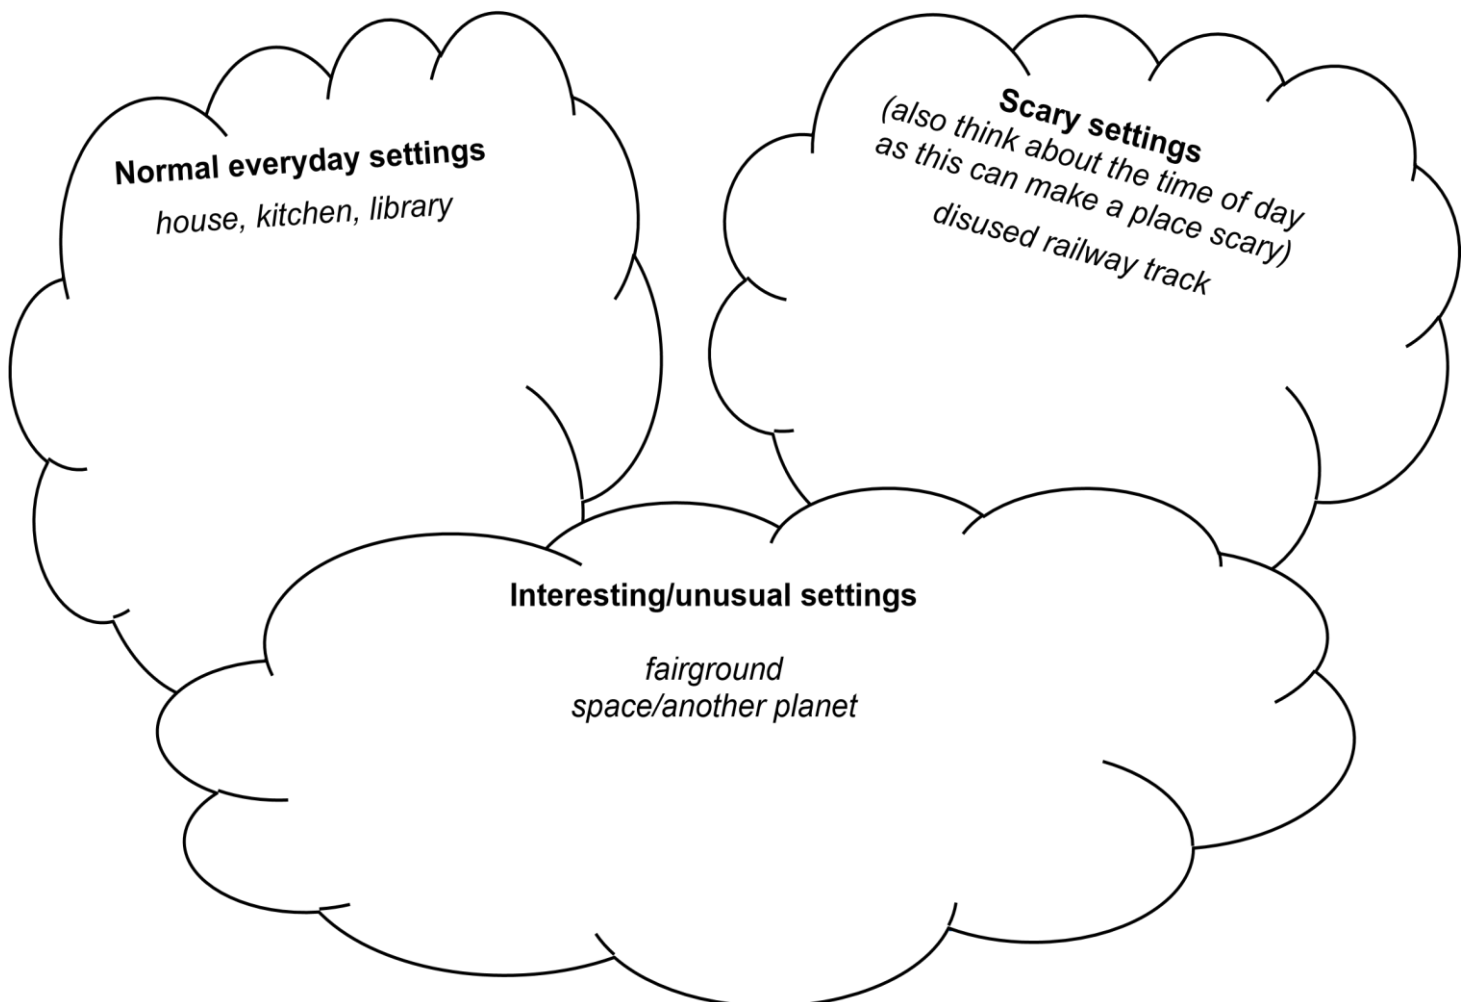 Normal everyday settings
house, kitchen, library
Scary settings
(also think about the time of day
as this can make a place scary)
disused railway track
Interesting/unusual settings
fairground
space/another planet